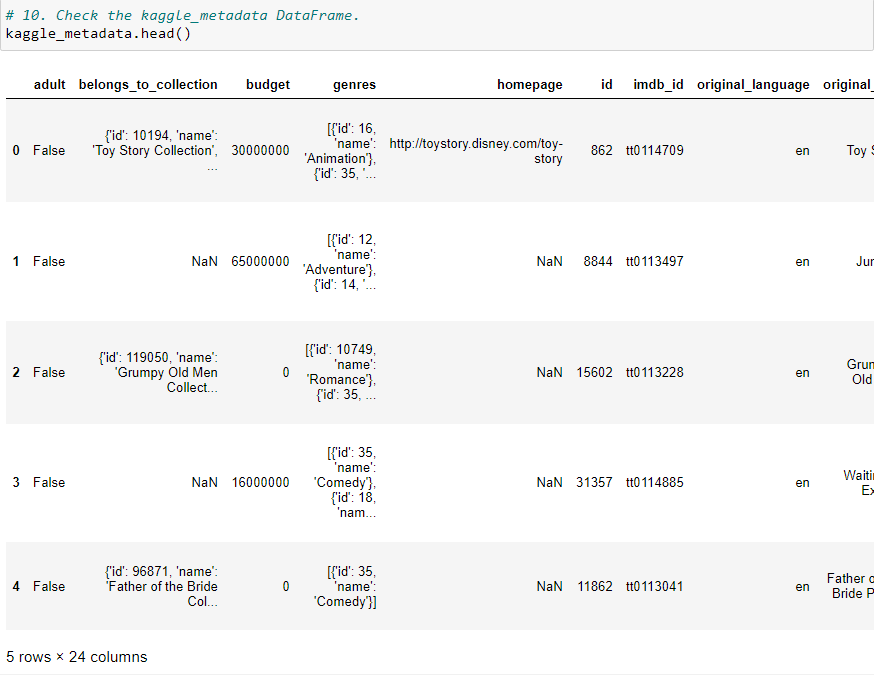 # 10. Check the kaggle_metadata DataFrame.
kaggle_metadata.head()
adult belongs_to_collection budget genres homepage id imdb_id original_language original_
0 False {'id': 10194, 'name': 'Toy Story Collection', ... 30000000 [{'id': 16, 'name': 'Animation'}, {'id': 35, '... http://toystory.disney.com/toy-story 862 tt0114709 en Toy S
1 False NaN 65000000 [{'id': 12, 'name': 'Adventure'}, {'id': 14, '... NaN 8844 tt0113497 en Jur
2 False {'id': 119050, 'name': 'Grumpy Old Men Collect... 0 [{'id': 10749, 'name': 'Romance'}, {'id': 35, ... NaN 15602 tt0113228 en Grum Old
3 False NaN 16000000 [{'id': 35, 'name': 'Comedy'}, {'id': 18, 'nam... NaN 31357 tt0114885 en Waitin Ex
4 False {'id': 96871, 'name': 'Father of the Bride Col... 0 [{'id': 35, 'name': 'Comedy'}] NaN 11862 tt0113041 en Father o Bride P
5 rows × 24 columns